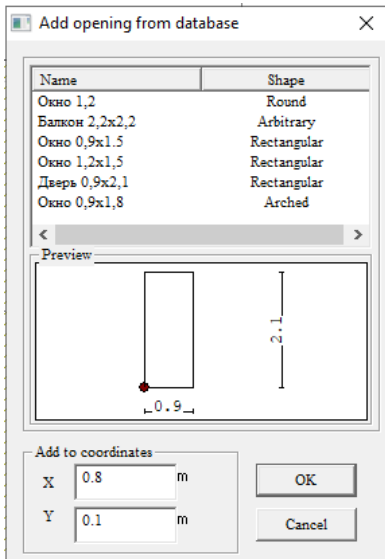 Add opening from database
Name Shape
Окно 1,2 Round
Балкон 2,2x2,2 Arbitrary
Окно 0,9x1.5 Rectangular
Окно 1,2x1,5 Rectangular
Дверь 0,9x2,1 Rectangular
Окно 0,9x1,8 Arched
Preview
2.1
0.9
Add to coordinates
X 0.8 m
Y 0.1 m
OK
Cancel